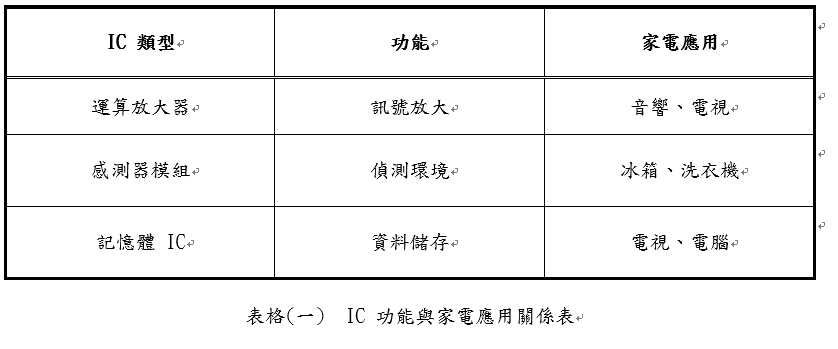 IC 類型 功能 家電應用
運算放大器 訊號放大 音響、電視
感測器模組 偵測環境 冰箱、洗衣機
記憶體 IC 資料儲存 電視、電腦
表格(一) IC 功能與家電應用關係表